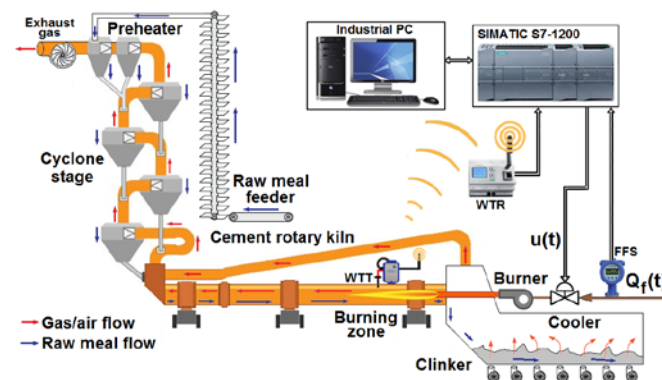 Exhaust
gas
Preheater
Industrial PC
SIMATIC S7-1200
Cyclone
stage
WTR
Raw meal
feeder
u(t)
FFS
Cement rotary kiln
Q_f(t)
WTT
Burner
Gas/air flow
Raw meal flow
Burning
zone
Cooler
Clinker